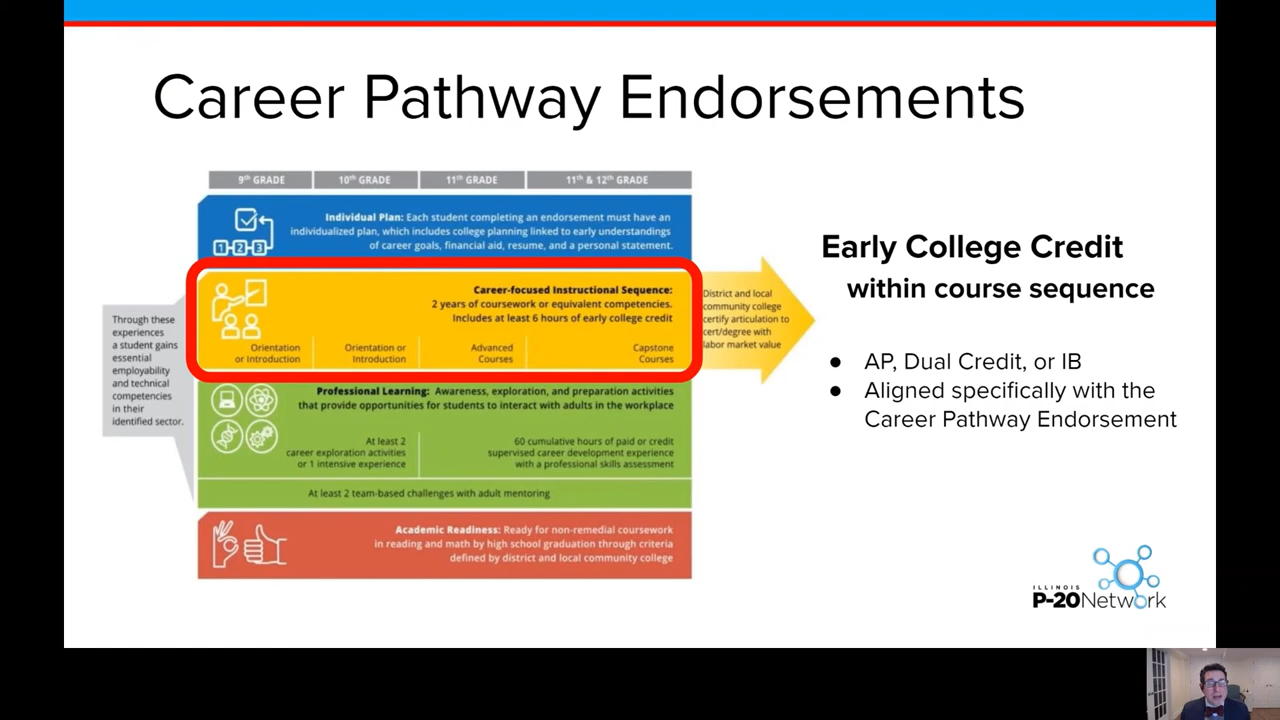 Career Pathway Endorsements
9th GRADE
10th GRADE
11th GRADE
11th & 12th GRADE
Individual Plan: Each student completing an endorsement must have an
individualized plan, which includes college planning linked to early understandings
of career goals, financial aid, resume, and a personal statement.
1 2 3
Career-focused Instructional Sequence:
2 years of coursework or equivalent competencies.
Includes at least 6 hours of early college credit
Orientation
or Introduction
Orientation or
Introduction
Advanced
Courses
Capstone
Courses
Through these
experiences
a student gains
essential
employability
and technical
competencies
in their
identified sector.
District and local
community college
certify articulation to
cert/degree with
labor market value
Professional Learning: Awareness, exploration, and preparation activities
that provide opportunities for students to interact with adults in the workplace
At least 2
career exploration activities
or 1 intensive experience
60 cumulative hours of paid or credit
supervised career development experience
with a professional skills assessment
At least 2 team-based challenges with adult mentoring
Academic Readiness: Ready for non-remedial coursework
in reading and math by high school graduation through criteria
defined by district and local community college
Early College Credit
within course sequence
● AP, Dual Credit, or IB
● Aligned specifically with the
Career Pathway Endorsement
ILLINOIS
P-20Network